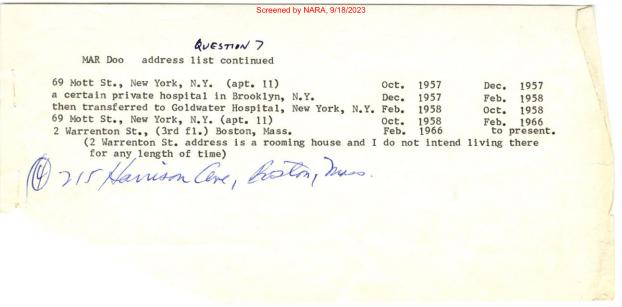 Screened by NARA, 9/18/2023
QUESTION 7
MAR Doo address list continued
69 Mott St., New York, N.Y. (apt. 11) Oct. 1957 Dec. 1957
a certain private hospital in Brooklyn, N.Y. Dec. 1957 Feb. 1958
then transferred to Goldwater Hospital, New York, N.Y. Feb. 1958 Oct. 1958
69 Mott St., New York, N.Y. (apt. 11) Oct. 1958 Feb. 1966
2 Warrenton St., (3rd fl.) Boston, Mass. Feb. 1966 to present.
(2 Warrenton St. address is a rooming house and I do not intend living there
for any length of time)
(4) 215 Harrison Ave, Boston, Mass.